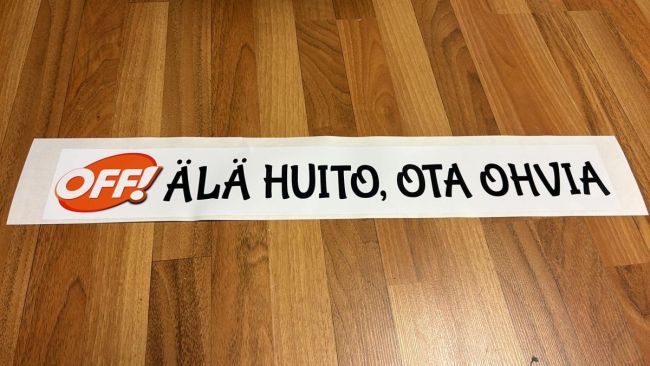 OFF! ÄLÄ HUITO, OTA OHVIA